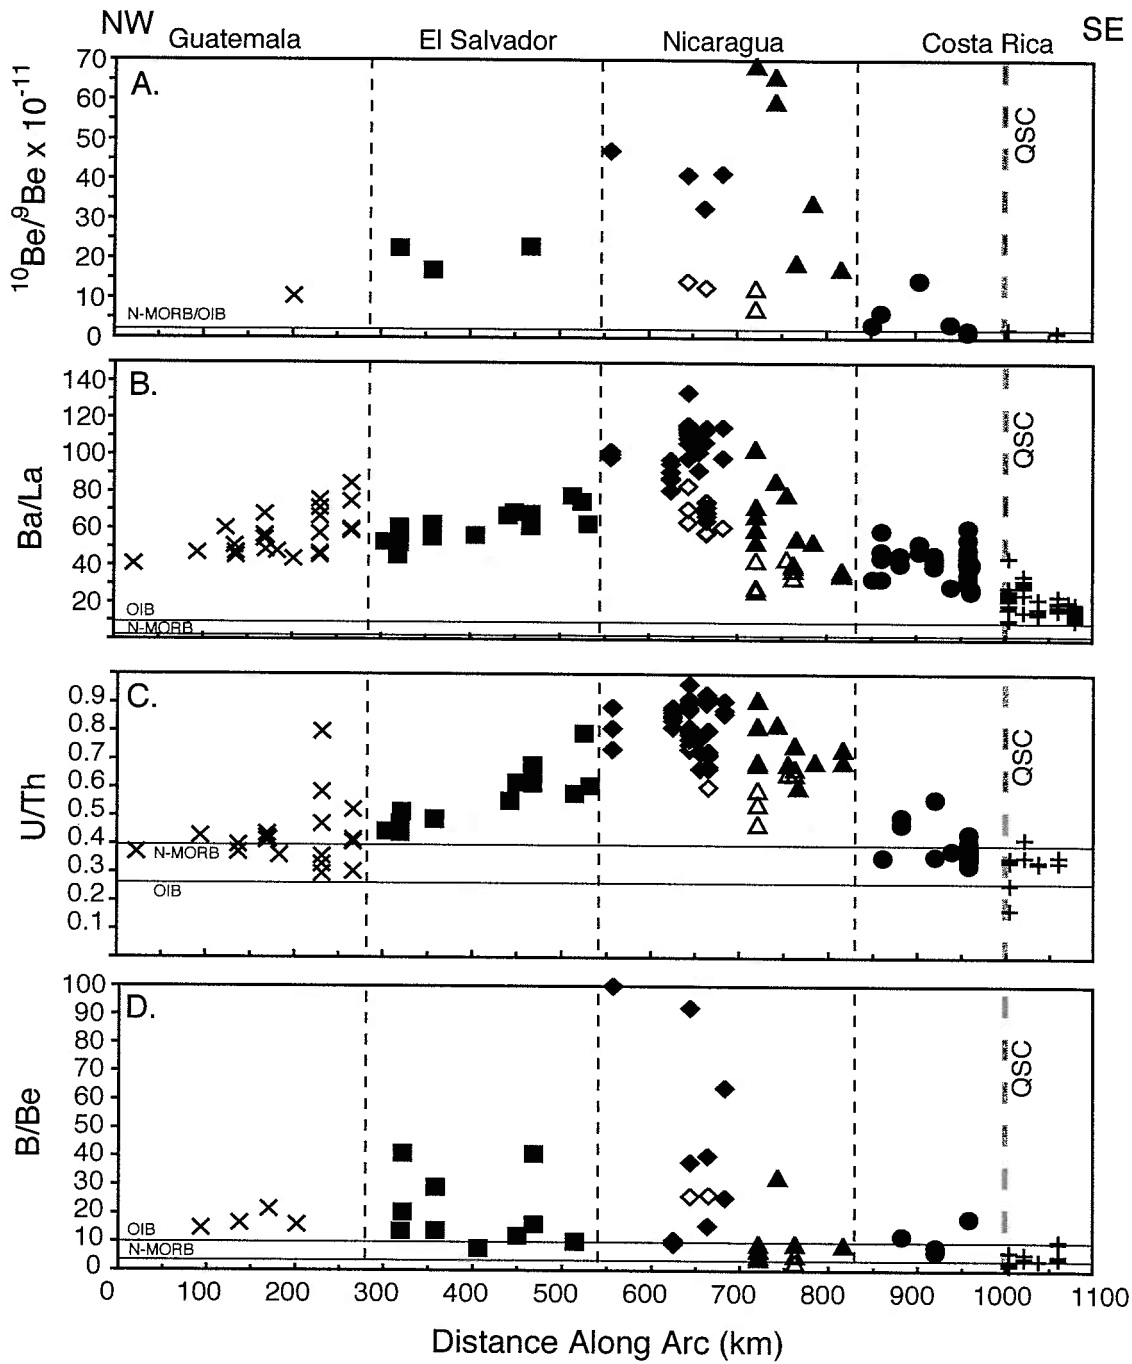 NW SE
Guatemala El Salvador Nicaragua Costa Rica
A.
70
60
50
40
30
20
10
0
¹⁰Be/⁹Be x 10⁻¹¹
N-MORB/OIB
QSC
B.
140
120
100
80
60
40
20
Ba/La
OIB
N-MORB
QSC
C.
0.9
0.8
0.7
0.6
0.5
0.4
0.3
0.2
0.1
U/Th
N-MORB
OIB
QSC
D.
100
90
80
70
60
50
40
30
20
10
0
B/Be
OIB
N-MORB
QSC
0 100 200 300 400 500 600 700 800 900 1000 1100
Distance Along Arc (km)